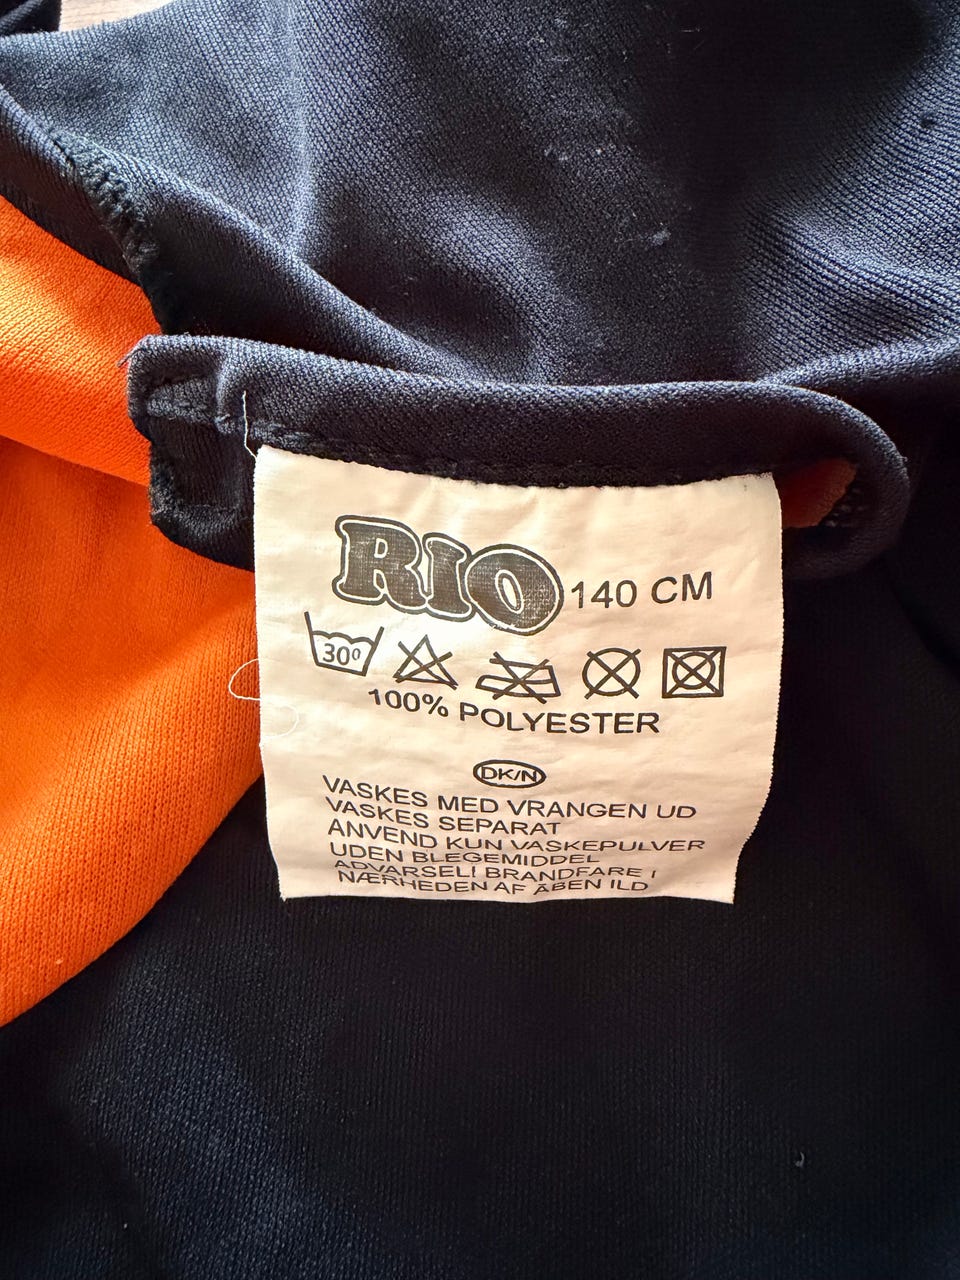 RIO 140 CM
30°
100% POLYESTER
DK/N
VASKES MED VRANGEN UD
VASKES SEPARAT
ANVEND KUN VASKEPULVER
UDEN BLEGEMIDDEL
ADVARSEL! BRANDFARE I
NÆRHEDEN AF ÅBEN ILD